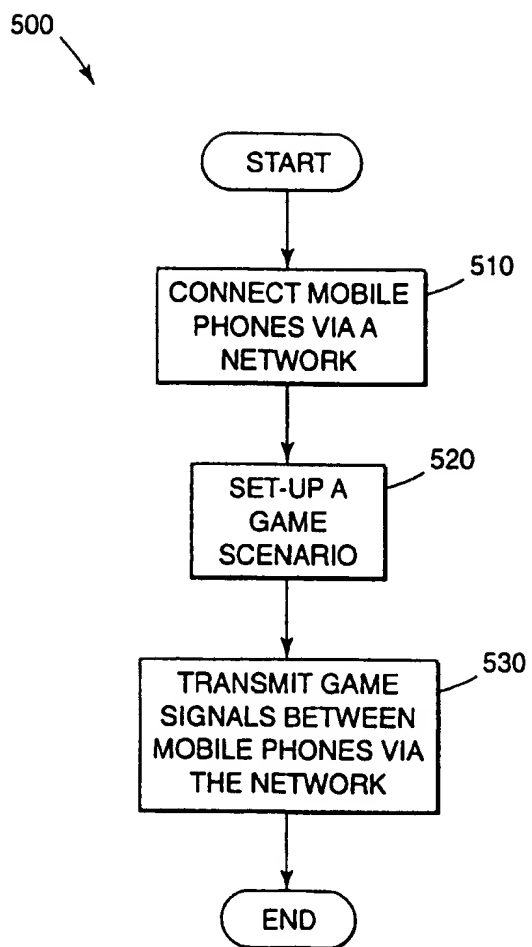 500
START
510
CONNECT MOBILE
PHONES VIA A
NETWORK
520
SET-UP A
GAME
SCENARIO
530
TRANSMIT GAME
SIGNALS BETWEEN
MOBILE PHONES VIA
THE NETWORK
END